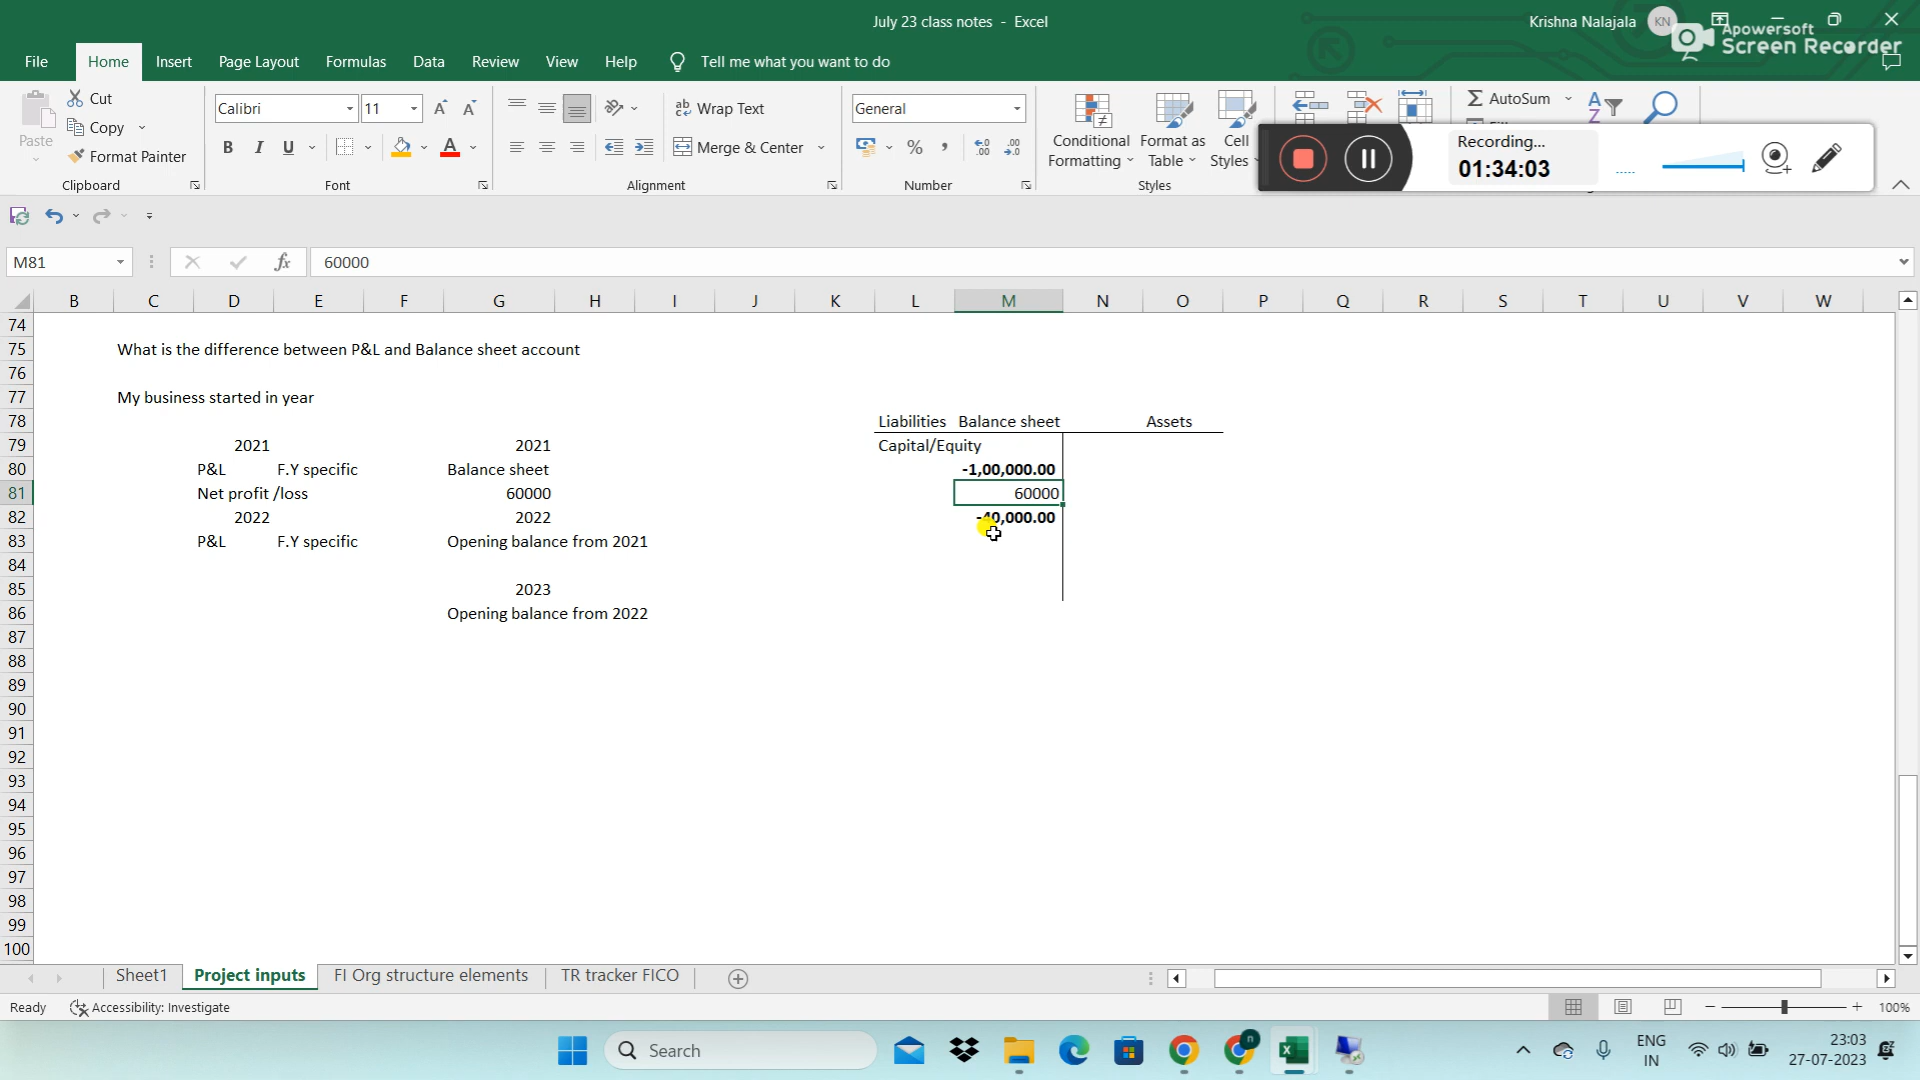 July 23 class notes - Excel
Krishna Nalajala
KN
Apowersoft
Screen Recorder
File
Home
Insert
Page Layout
Formulas
Data
Review
View
Help
Tell me what you want to do
Paste
Cut
Copy
Format Painter
Clipboard
Calibri
11
B I U
Font
Wrap Text
Merge & Center
Alignment
General
Number
Conditional Formatting
Format as Table
Cell Styles
Styles
AutoSum
Recording...
01:34:03
M81
fx
60000
B C D E F G H I J K L M N O P Q R S T U V W
74
75 What is the difference between P&L and Balance sheet account
76
77 My business started in year
78 Liabilities Balance sheet Assets
79 2021 2021 Capital/Equity
80 P&L F.Y specific Balance sheet -1,00,000.00
81 Net profit /loss 60000 60000
82 2022 2022 -40,000.00
83 P&L F.Y specific Opening balance from 2021
84
85 2023
86 Opening balance from 2022
87
88
89
90
91
92
93
94
95
96
97
98
99
100
Sheet1
Project inputs
FI Org structure elements
TR tracker FICO
Ready
Accessibility: Investigate
100%
Search
ENG
IN
23:03
27-07-2023